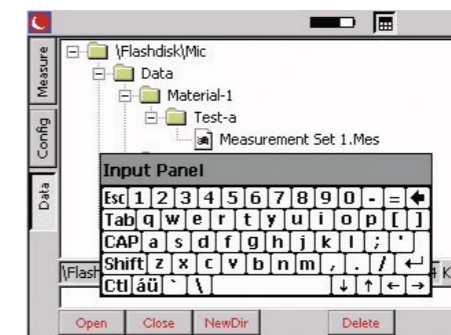 Measure
Config
Data
\Flashdisk\Mic
Data
Material-1
Test-a
Measurement Set 1.Mes
Input Panel
Esc 1 2 3 4 5 6 7 8 9 0 - =
Tab q w e r t y u i o p [ ]
CAP a s d f g h j k l ; '
Shift z x c v b n m , . /
Ctl áü ` \
\Flash
K
Open Close NewDir Delete